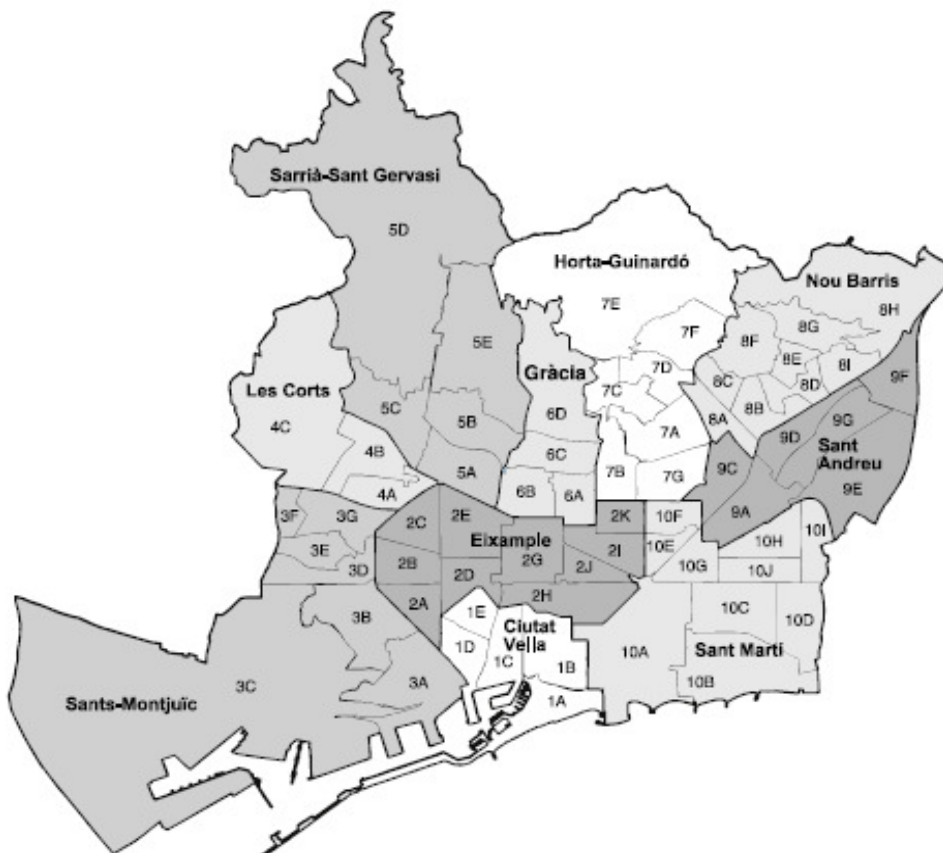 Sarrià-Sant Gervasi
5D
Horta-Guinardó
Nou Barris
7E
8H
7F
8G
8F
5E
8E
8I
7D
Gràcia
8C
9F
Les Corts
7C
8D
5C
8B
6D
5B
9G
4C
8A
7A
9D
Sant
Andreu
4B
6C
5A
7B
9C
7G
9E
4A
6B
6A
9A
3F
3G
2C
2E
2K
10F
10I
Eixample
10H
3E
2I
10E
2B
2G
2J
10G
3D
2D
10J
2A
2H
10C
3B
1E
Ciutat
Vella
10D
1D
1C
1B
10A
Sant Martí
3C
3A
10B
Sants-Montjuïc
1A